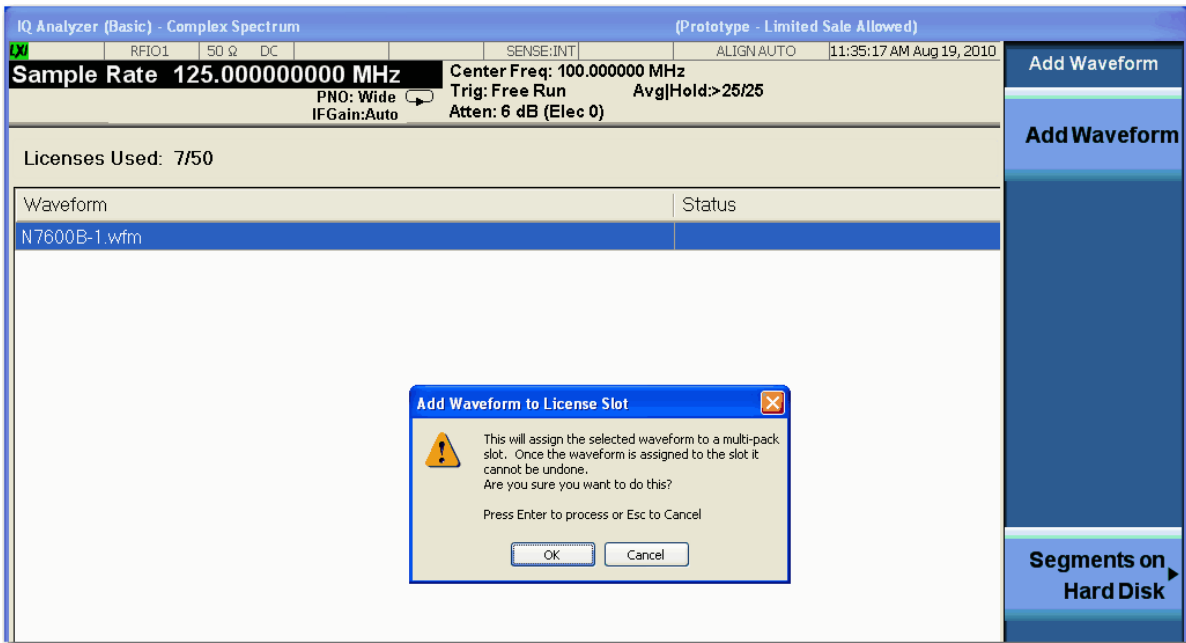 IQ Analyzer (Basic) - Complex Spectrum (Prototype - Limited Sale Allowed)
LXI RFIO1 50 Ω DC SENSE:INT ALIGN AUTO 11:35:17 AM Aug 19, 2010
Sample Rate 125.000000000 MHz
PNO: Wide
IFGain:Auto
Center Freq: 100.000000 MHz
Trig: Free Run Avg|Hold:>25/25
Atten: 6 dB (Elec 0)
Licenses Used: 7/50
Waveform Status
N7600B-1.wfm
Add Waveform to License Slot
This will assign the selected waveform to a multi-pack
slot. Once the waveform is assigned to the slot it
cannot be undone.
Are you sure you want to do this?
Press Enter to process or Esc to Cancel
OK Cancel
Add Waveform
Add Waveform
Segments on
Hard Disk